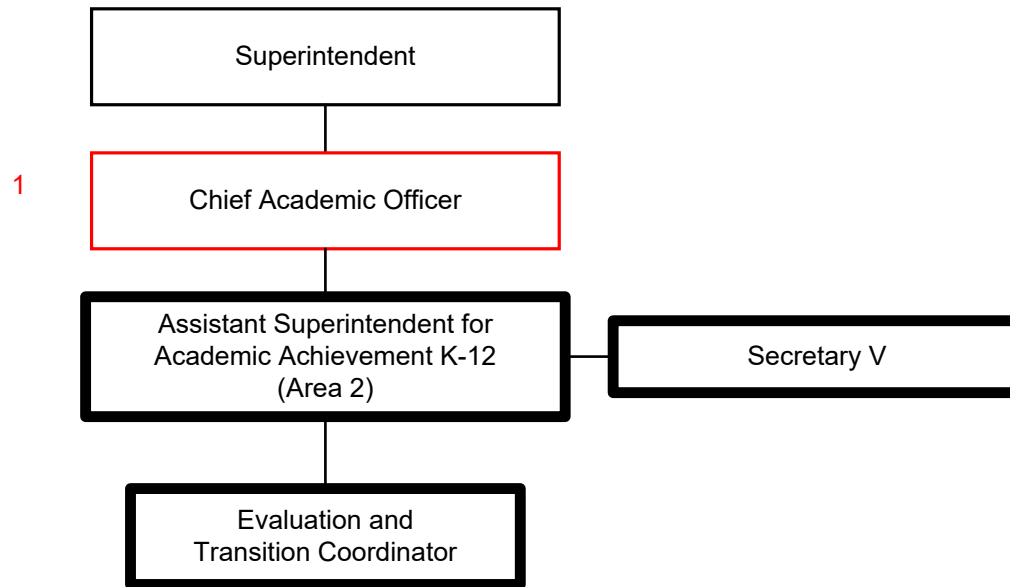 Superintendent
1
Chief Academic Officer
Assistant Superintendent for
Academic Achievement K-12
(Area 2)
Secretary V
Evaluation and
Transition Coordinator